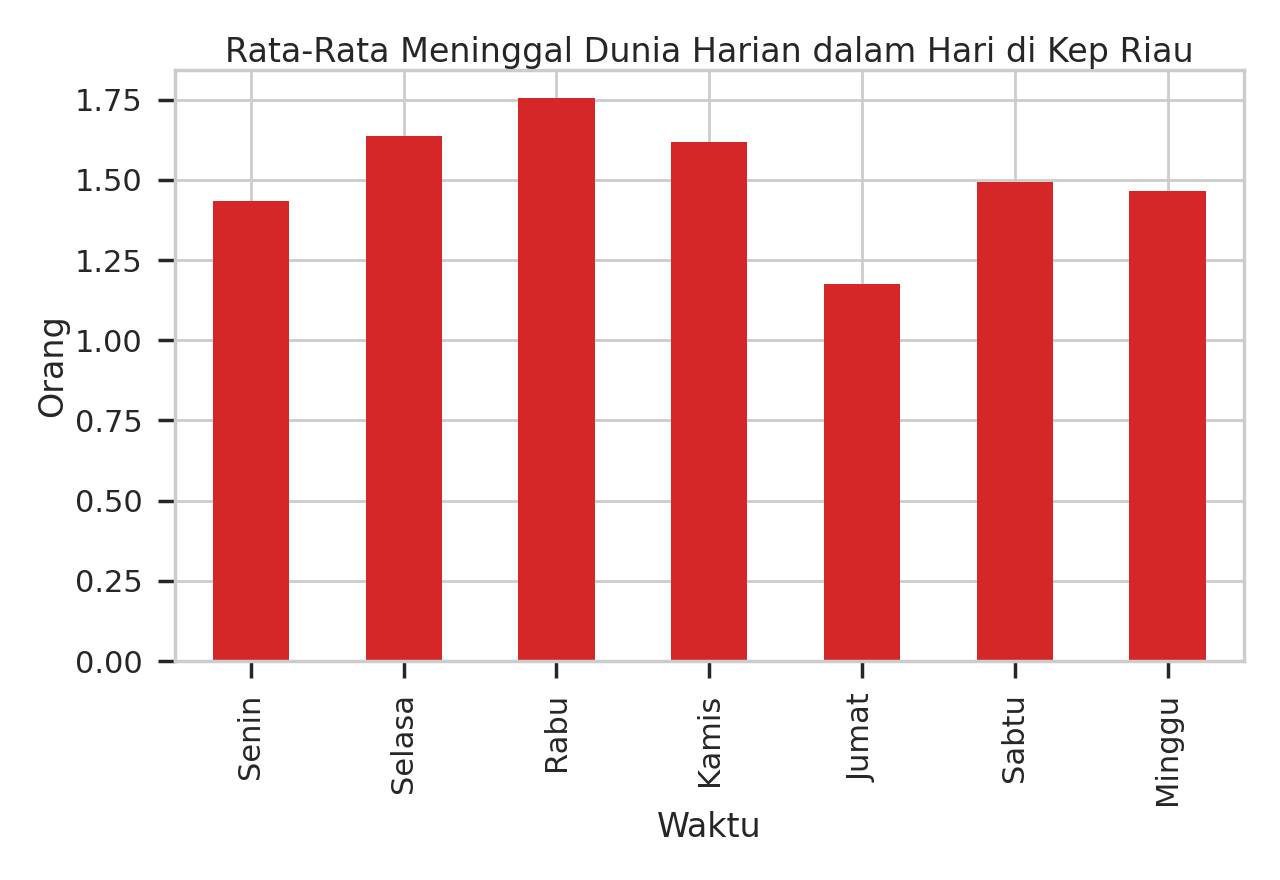 Rata-Rata Meninggal Dunia Harian dalam Hari di Kep Riau
1.75
1.50
1.25
1.00
0.75
0.50
0.25
0.00
Orang
Senin
Selasa
Rabu
Kamis
Jumat
Sabtu
Minggu
Waktu